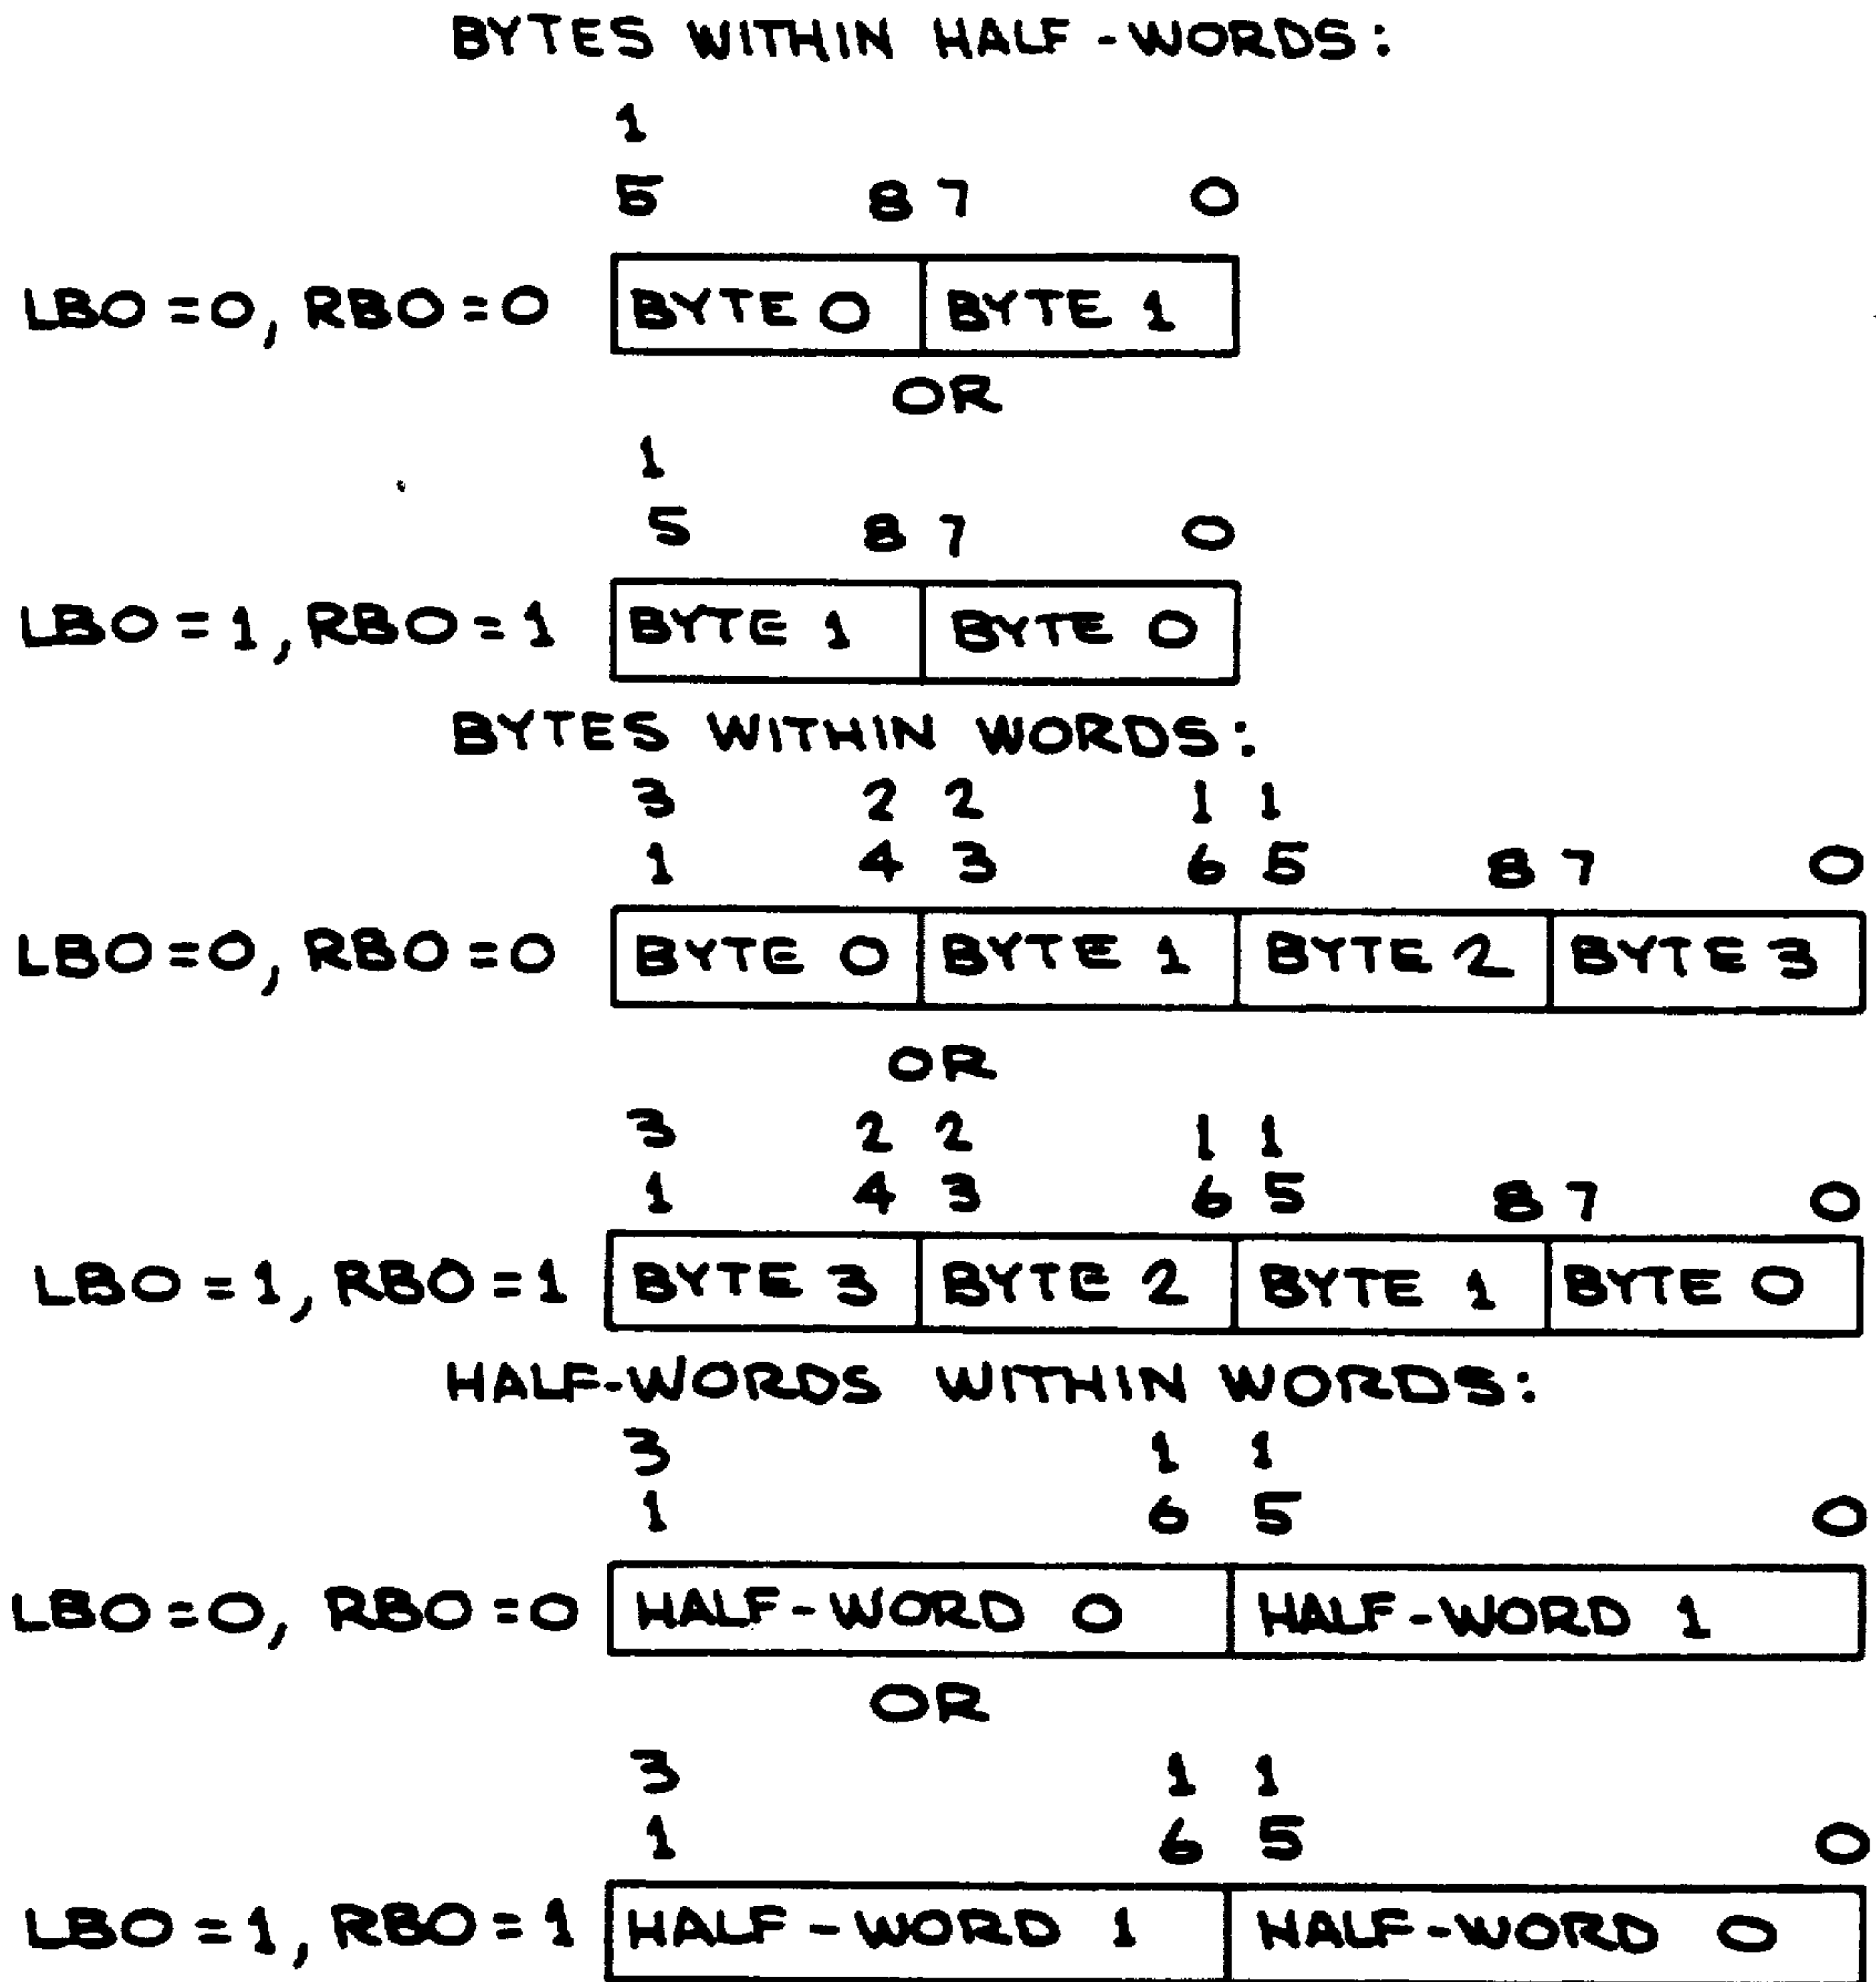 BYTES WITHIN HALF-WORDS:
1
5 8 7 0
LBO=0, RBO=0 BYTE 0 BYTE 1
OR
1
5 8 7 0
LBO=1, RBO=1 BYTE 1 BYTE 0
BYTES WITHIN WORDS:
3 2 2 1 1
1 4 3 6 5 8 7 0
LBO=0, RBO=0 BYTE 0 BYTE 1 BYTE 2 BYTE 3
OR
3 2 2 1 1
1 4 3 6 5 8 7 0
LBO=1, RBO=1 BYTE 3 BYTE 2 BYTE 1 BYTE 0
HALF-WORDS WITHIN WORDS:
3 1 1
1 6 5 0
LBO=0, RBO=0 HALF-WORD 0 HALF-WORD 1
OR
3 1 1
1 6 5 0
LBO=1, RBO=1 HALF-WORD 1 HALF-WORD 0